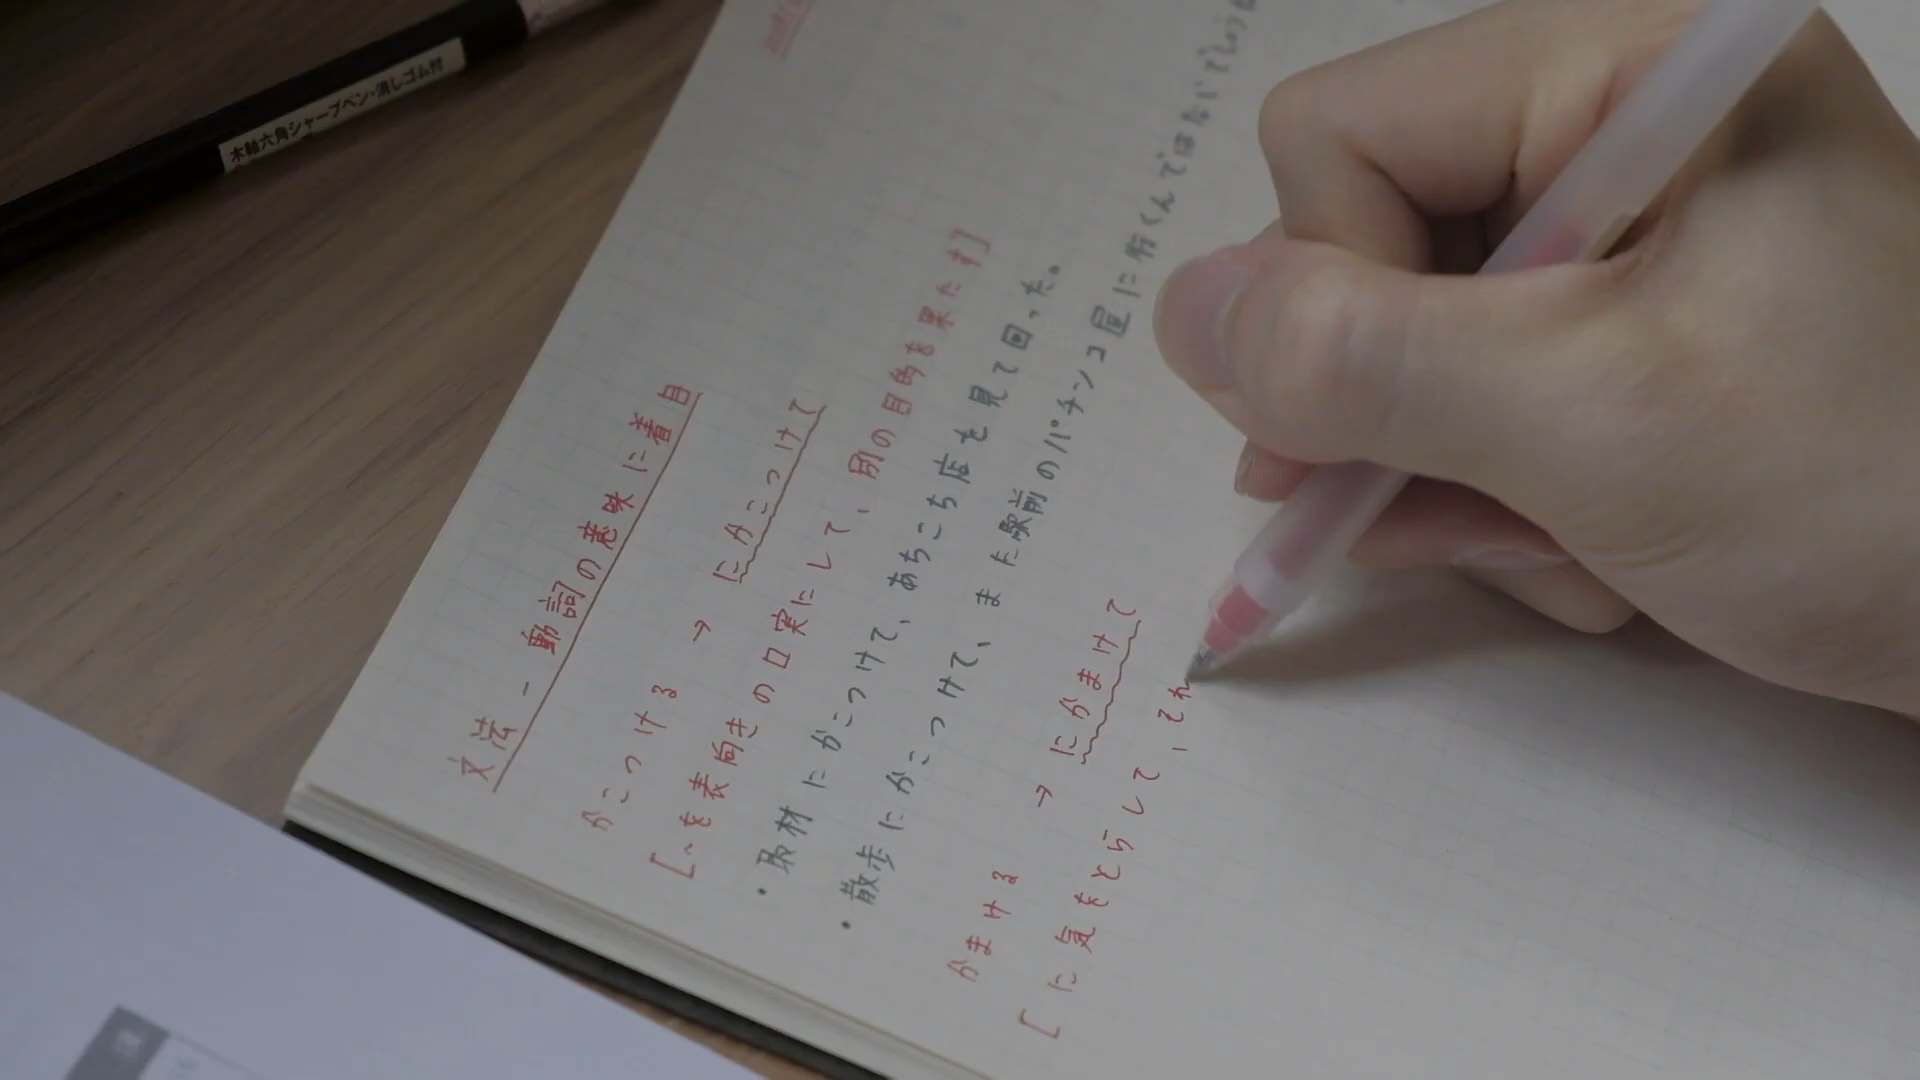 木軸六角シャープペン・消しゴム付
文法 - 動詞の意味に着目
かこつける → にかこつけて
[~を表向きの口実にして、別の目的を果たす]
・取材にかこつけて、あちこち店を見て回った。
・散歩にかこつけて、また駅前のパチンコ屋に行くんではないでしょうね
かまける → にかまけて
[に気をとられて、それ